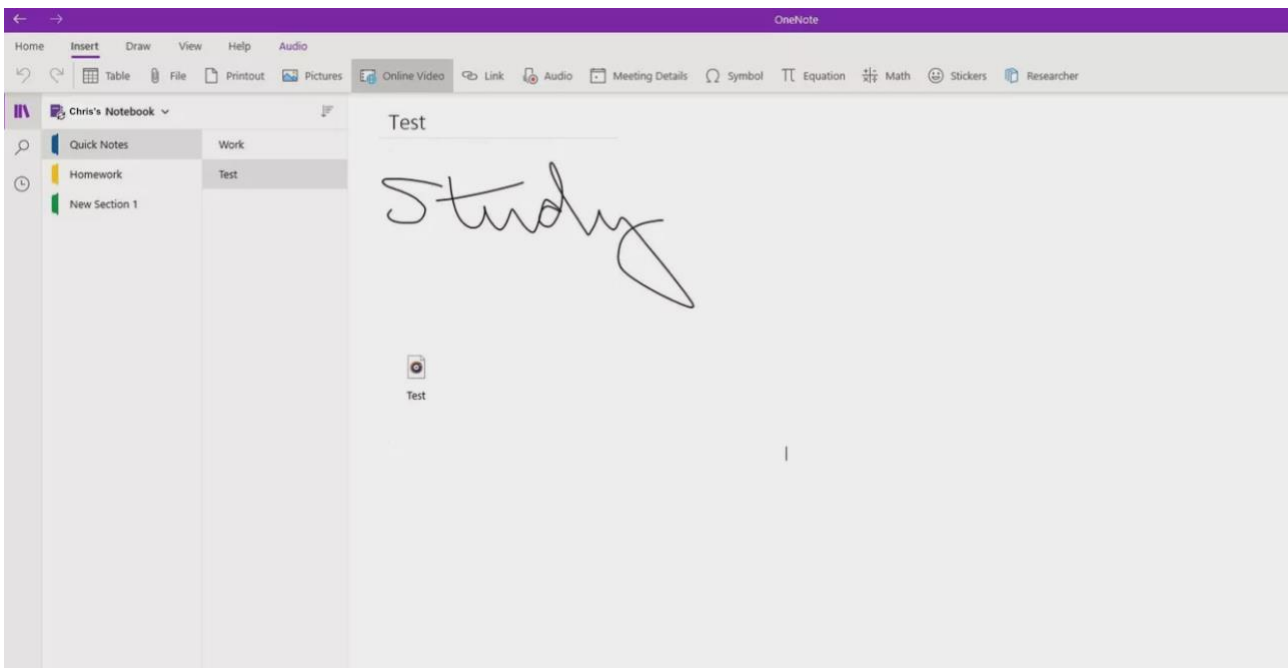 OneNote
Home Insert Draw View Help Audio
Table File Printout Pictures Online Video Link Audio Meeting Details Symbol Equation Math Stickers Researcher
Chris's Notebook
Quick Notes
Homework
New Section 1
Work
Test
Test
Study
Test